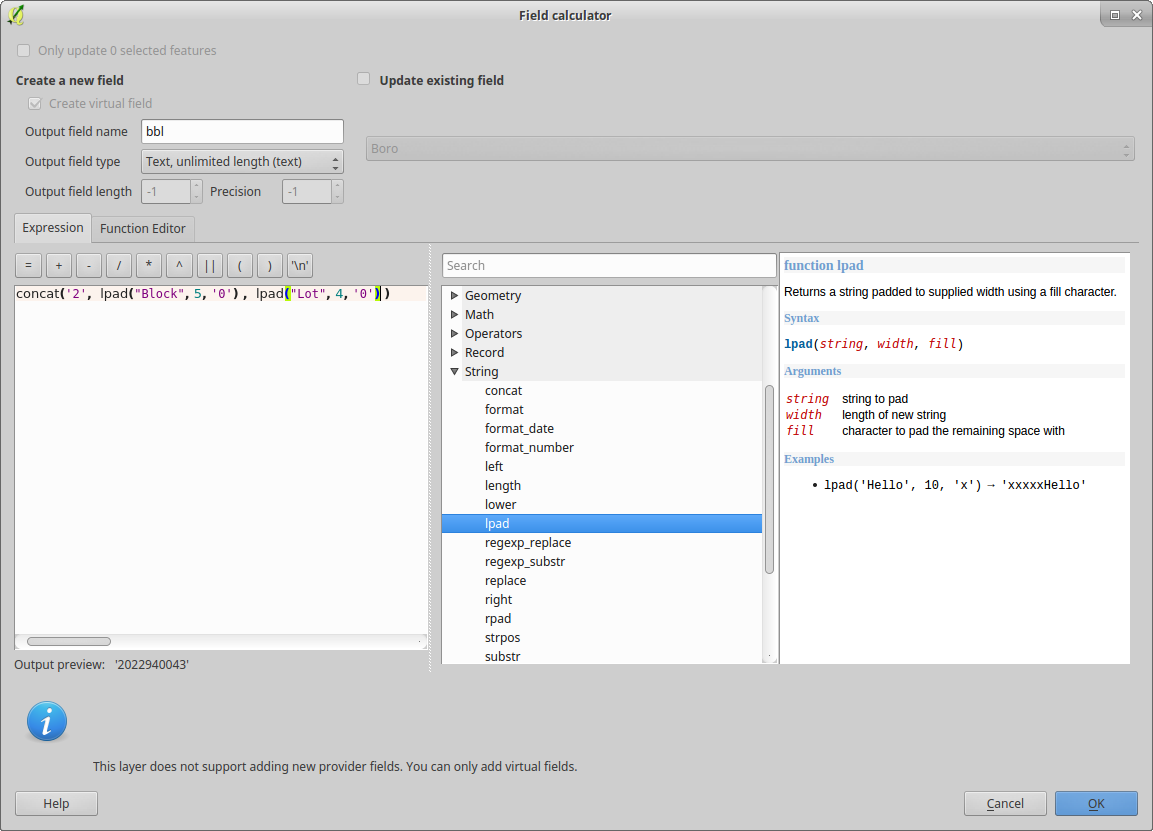 Field calculator
Only update 0 selected features
Create a new field
Update existing field
Create virtual field
Output field name bbl
Output field type Text, unlimited length (text)
Boro
Output field length -1 Precision -1
Expression Function Editor
= + - / * ^ || ( ) '\n'
concat('2', lpad("Block",5,'0'), lpad("Lot",4,'0'))
Output preview: '2022940043'
Search
Geometry
Math
Operators
Record
String
concat
format
format_date
format_number
left
length
lower
lpad
regexp_replace
regexp_substr
replace
right
rpad
strpos
substr
function lpad
Returns a string padded to supplied width using a fill character.
Syntax
lpad(string, width, fill)
Arguments
string string to pad
width length of new string
fill character to pad the remaining space with
Examples
• lpad('Hello', 10, 'x') → 'xxxxxHello'
This layer does not support adding new provider fields. You can only add virtual fields.
Help
Cancel
OK